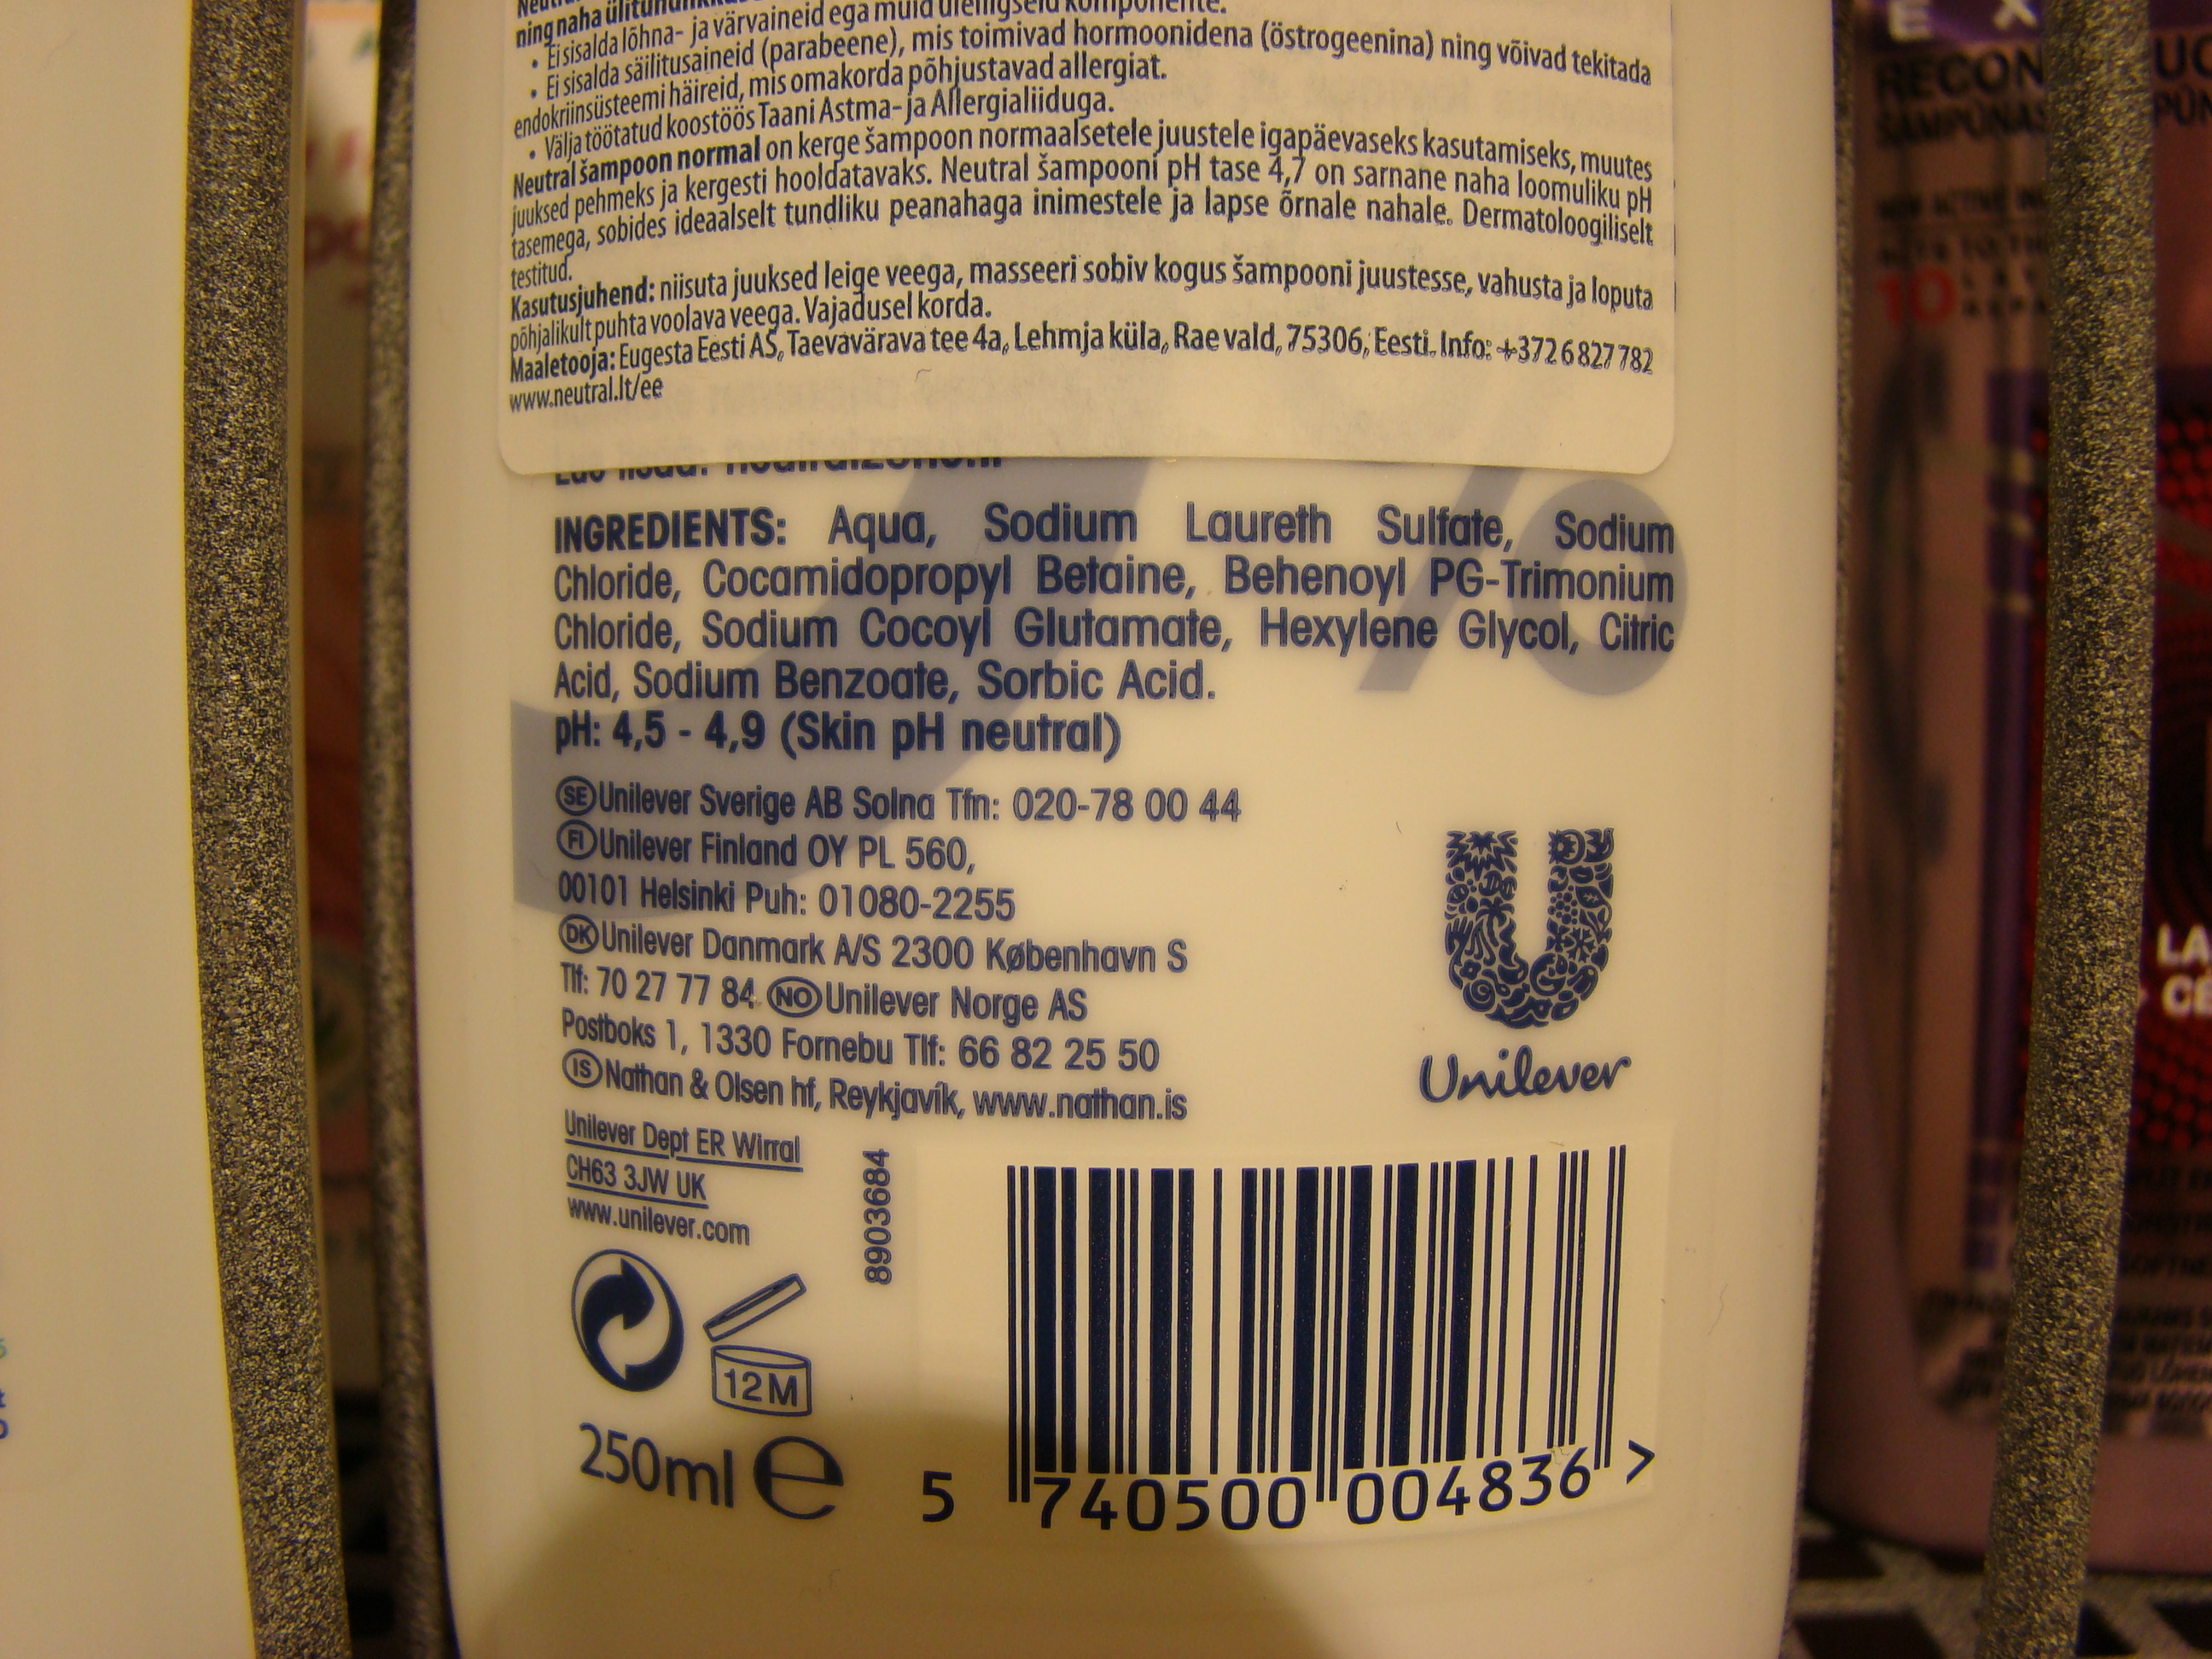 ning naha
• Ei sisalda lõhna- ja värvaineid ega muid
• Ei sisalda säilitusaineid (parabeene), mis toimivad hormoonidena (östrogeenina) ning võivad tekitada
endokriinsüsteemi häireid, mis omakorda põhjustavad allergiat.
• Välja töötatud koostöös Taani Astma- ja Allergialiiduga.
Neutral šampoon normal on kerge šampoon normaalsetele juustele igapäevaseks kasutamiseks, muutes
juuksed pehmeks ja kergesti hooldatavaks. Neutral šampooni pH tase 4,7 on sarnane naha loomuliku pH
tasemega, sobides ideaalselt tundliku peanahaga inimestele ja lapse õrnale nahale. Dermatoloogiliselt
testitud.
Kasutusjuhend: niisuta juuksed leige veega, masseeri sobiv kogus šampooni juustesse, vahusta ja loputa
põhjalikult puhta voolava veega. Vajadusel korda.
Maaletooja: Eugesta Eesti AS, Taevavärava tee 4a, Lehmja küla, Rae vald, 75306, Eesti. Info: +372 6 827 782
www.neutral.lt/ee
INGREDIENTS: Aqua, Sodium Laureth Sulfate, Sodium
Chloride, Cocamidopropyl Betaine, Behenoyl PG-Trimonium
Chloride, Sodium Cocoyl Glutamate, Hexylene Glycol, Citric
Acid, Sodium Benzoate, Sorbic Acid.
pH: 4,5 - 4,9 (Skin pH neutral)
SE Unilever Sverige AB Solna Tfn: 020-78 00 44
FI Unilever Finland OY PL 560,
00101 Helsinki Puh: 01080-2255
DK Unilever Danmark A/S 2300 København S
Tlf: 70 27 77 84 NO Unilever Norge AS
Postboks 1, 1330 Fornebu Tlf: 66 82 25 50
IS Nathan & Olsen hf, Reykjavík, www.nathan.is
Unilever
Unilever Dept ER Wirral
CH63 3JW UK
www.unilever.com
8903684
12M
250ml e
5 740500 004836 >
E X
RECON
10
LA